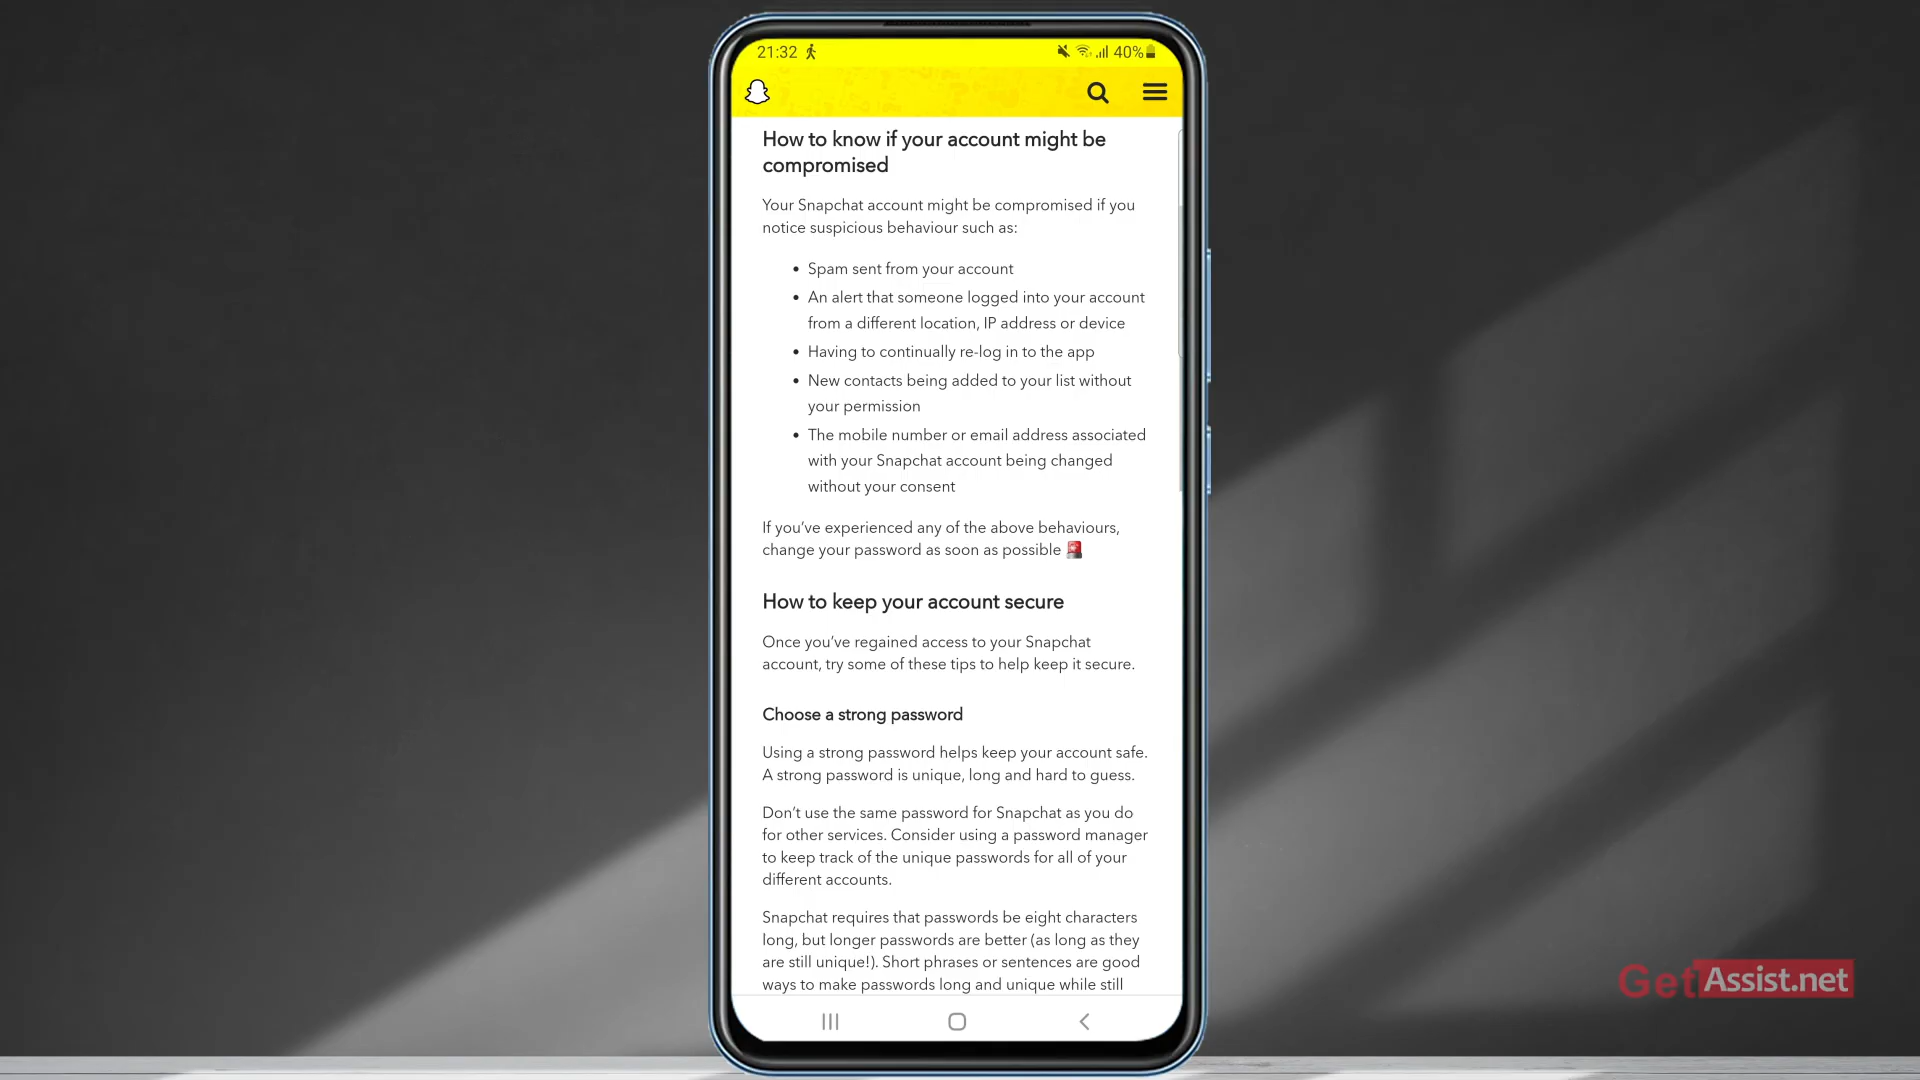 21:32
40%
How to know if your account might be
compromised
Your Snapchat account might be compromised if you
notice suspicious behaviour such as:
• Spam sent from your account
• An alert that someone logged into your account
from a different location, IP address or device
• Having to continually re-log in to the app
• New contacts being added to your list without
your permission
• The mobile number or email address associated
with your Snapchat account being changed
without your consent
If you’ve experienced any of the above behaviours,
change your password as soon as possible 🚨
How to keep your account secure
Once you’ve regained access to your Snapchat
account, try some of these tips to help keep it secure.
Choose a strong password
Using a strong password helps keep your account safe.
A strong password is unique, long and hard to guess.
Don’t use the same password for Snapchat as you do
for other services. Consider using a password manager
to keep track of the unique passwords for all of your
different accounts.
Snapchat requires that passwords be eight characters
long, but longer passwords are better (as long as they
are still unique!). Short phrases or sentences are good
ways to make passwords long and unique while still
GetAssist.net